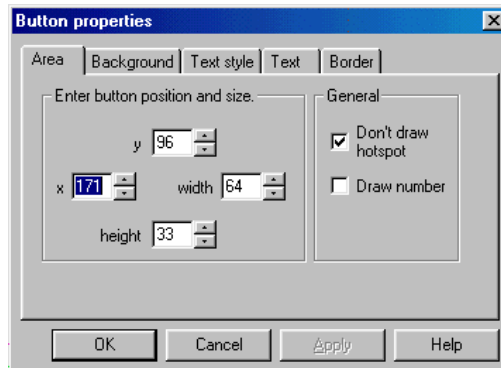 Button properties
Area Background Text style Text Border
Enter button position and size.
General
y 96
Don't draw
hotspot
x 171 width 64
Draw number
height 33
OK Cancel Apply Help